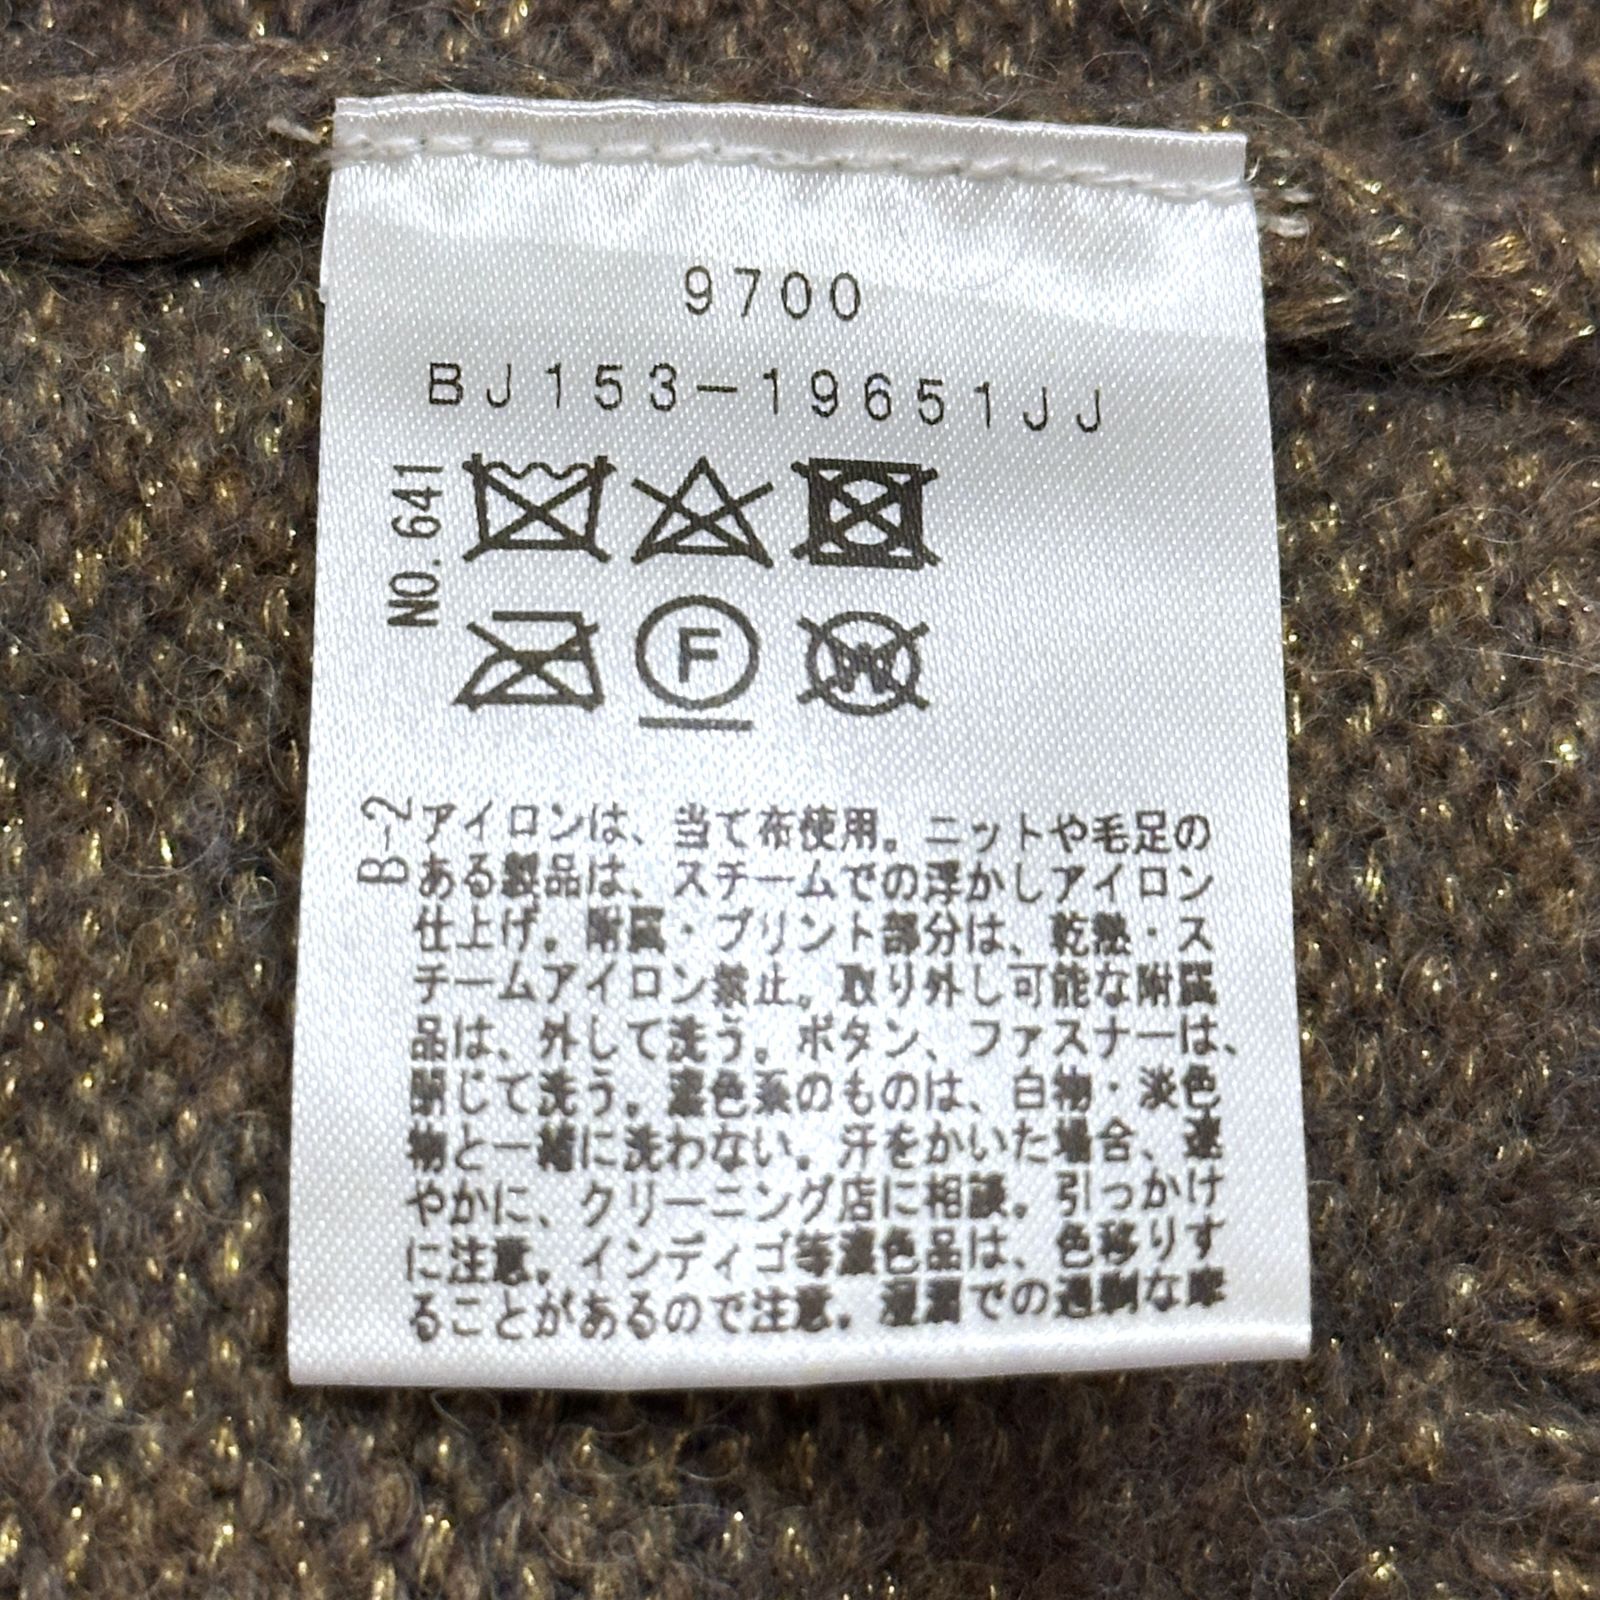 9700
BJ153-19651JJ
NO.641
F
W
B-2
アイロンは、当て布使用。ニットや毛足の
ある製品は、スチームでの浮かしアイロン
仕上げ。附属・プリント部分は、乾熱・ス
チームアイロン禁止。取り外し可能な附属
品は、外して洗う。ボタン、ファスナーは、
閉じて洗う。濃色系のものは、白物・淡色
物と一緒に洗わない。汗をかいた場合、速
やかに、クリーニング店に相談。引っかけ
に注意。インディゴ等濃色品は、色移りす
ることがあるので注意。湿潤での過剰な摩